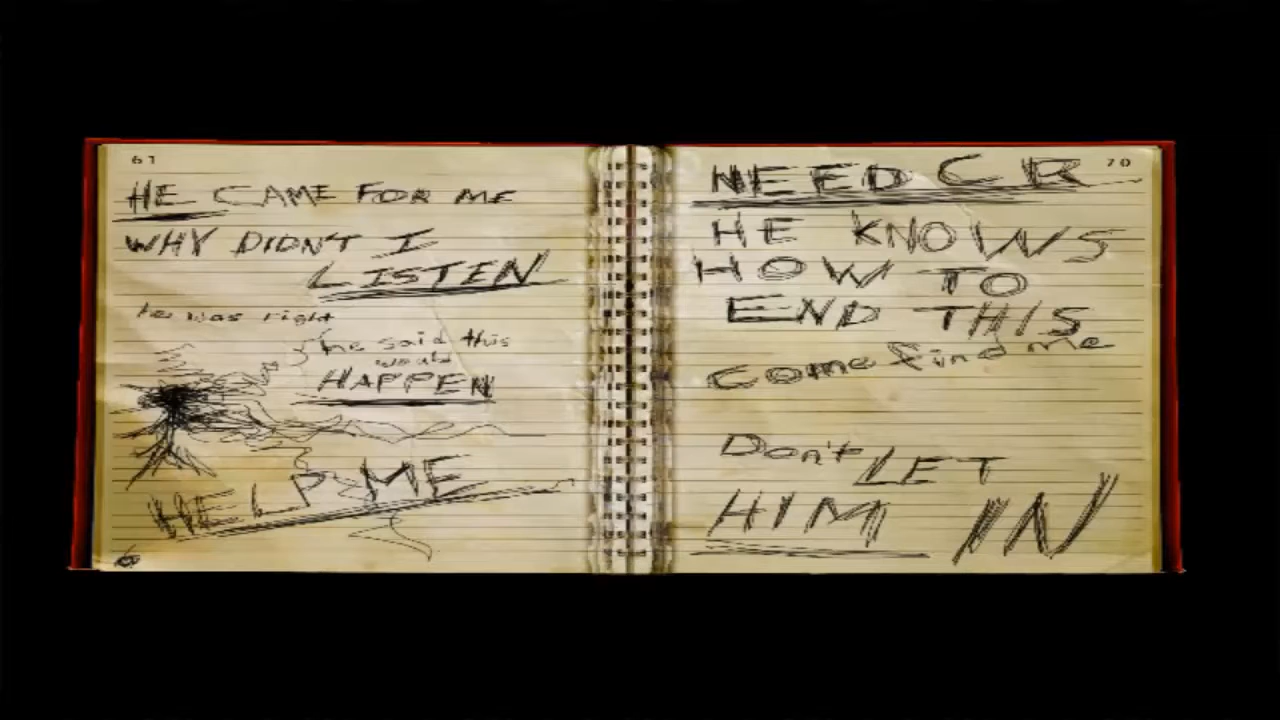 61
HE CAME FOR ME
WHY DIDN'T I
LISTEN
he was right
he said this
would
HAPPEN
HELP ME
70
NEED CR
HE KNOWS
HOW TO
END THIS
Come find me
Don't LET
HIM IN